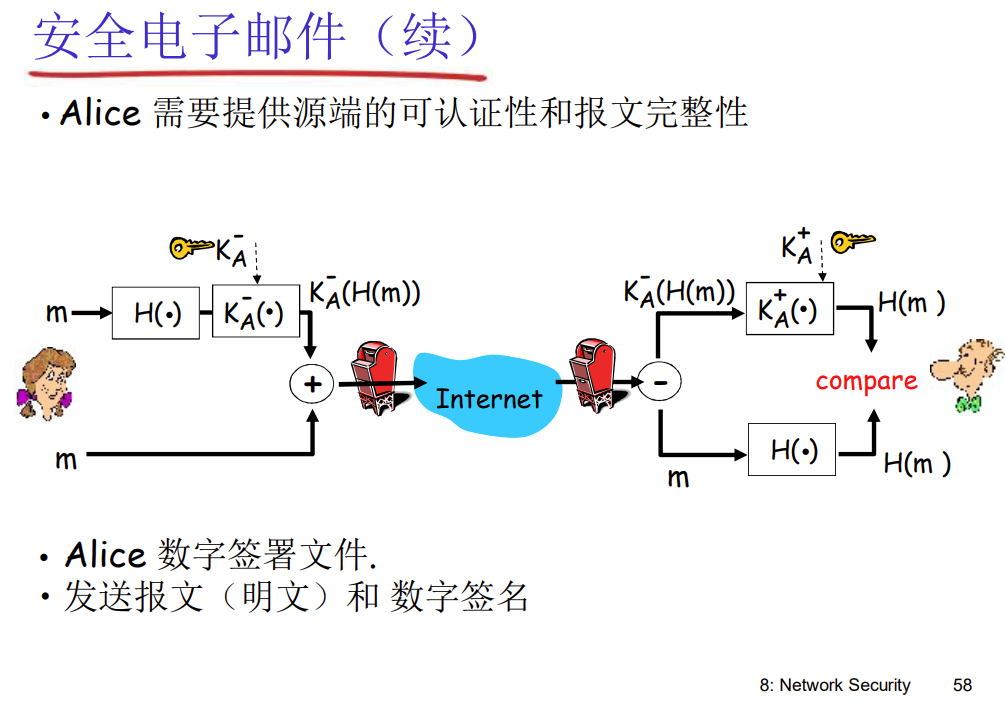 安全电子邮件（续）
• Alice 需要提供源端的可认证性和报文完整性
K_A^-
K_A^+
m
H(•)
K_A^-(•)
K_A^-(H(m))
K_A^-(H(m))
K_A^+(•)
H(m )
+
Internet
-
compare
m
m
H(•)
H(m )
• Alice 数字签署文件.
• 发送报文（明文）和 数字签名
8: Network Security 58